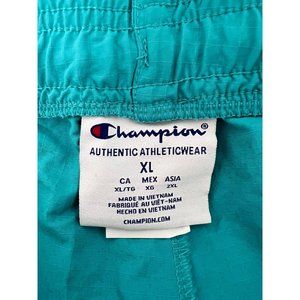 Champion
AUTHENTIC ATHLETICWEAR
XL
CA MEX ASIA
XL/TG XG 2XL
MADE IN VIETNAM
FABRIQUÉ AU VIÊT-NAM
HECHO EN VIETNAM
CHAMPION.COM